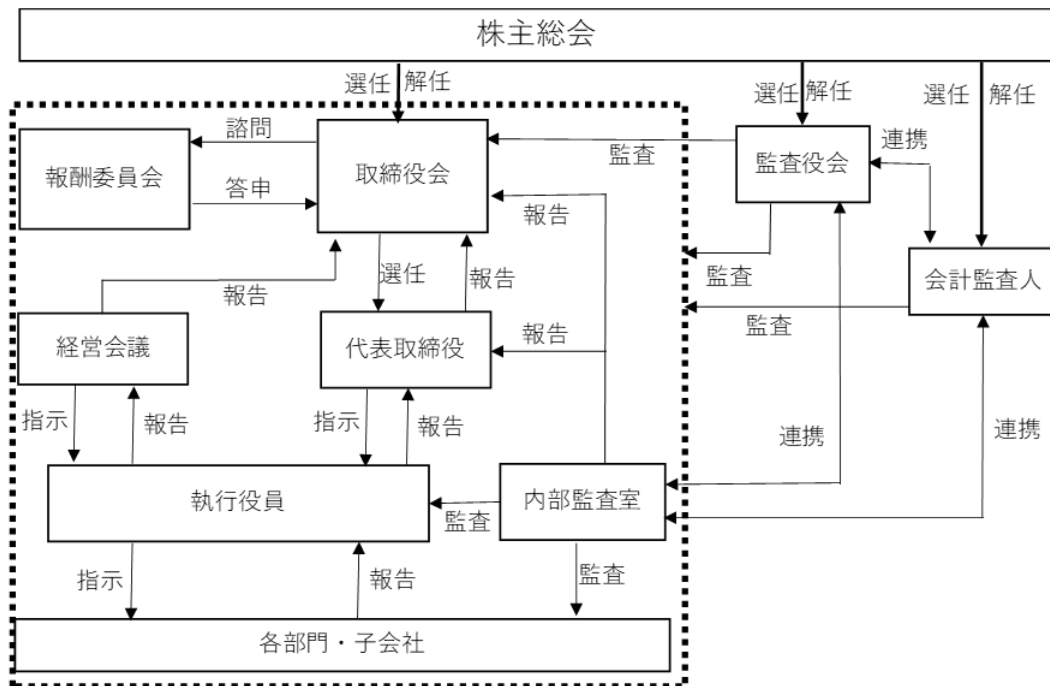 株主総会
選任 解任
選任 解任
選任 解任
諮問
報酬委員会
取締役会
監査
監査役会
連携
答申
報告
選任
報告
監査
会計監査人
報告
監査
経営会議
代表取締役
報告
指示
報告
指示
報告
連携
連携
執行役員
監査
内部監査室
指示
報告
監査
各部門・子会社